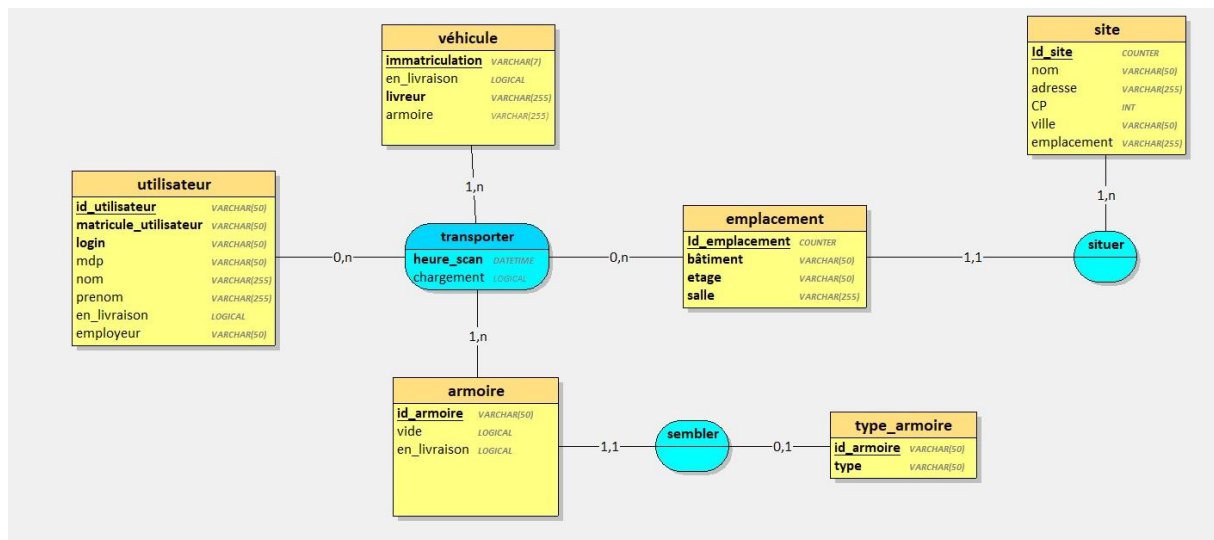 véhicule
immatriculation VARCHAR(7)
en_livraison LOGICAL
livreur VARCHAR(255)
armoire VARCHAR(255)
site
Id_site COUNTER
nom VARCHAR(50)
adresse VARCHAR(255)
CP INT
ville VARCHAR(50)
emplacement VARCHAR(255)
1,n
1,n
utilisateur
id_utilisateur VARCHAR(50)
matricule_utilisateur VARCHAR(50)
login VARCHAR(50)
mdp VARCHAR(50)
nom VARCHAR(255)
prenom VARCHAR(255)
en_livraison LOGICAL
employeur VARCHAR(50)
0,n
transporter
heure_scan DATETIME
chargement LOGICAL
0,n
emplacement
Id_emplacement COUNTER
bâtiment VARCHAR(50)
etage VARCHAR(50)
salle VARCHAR(255)
1,1
situer
1,n
armoire
id_armoire VARCHAR(50)
vide LOGICAL
en_livraison LOGICAL
1,1
sembler
0,1
type_armoire
id_armoire VARCHAR(50)
type VARCHAR(50)